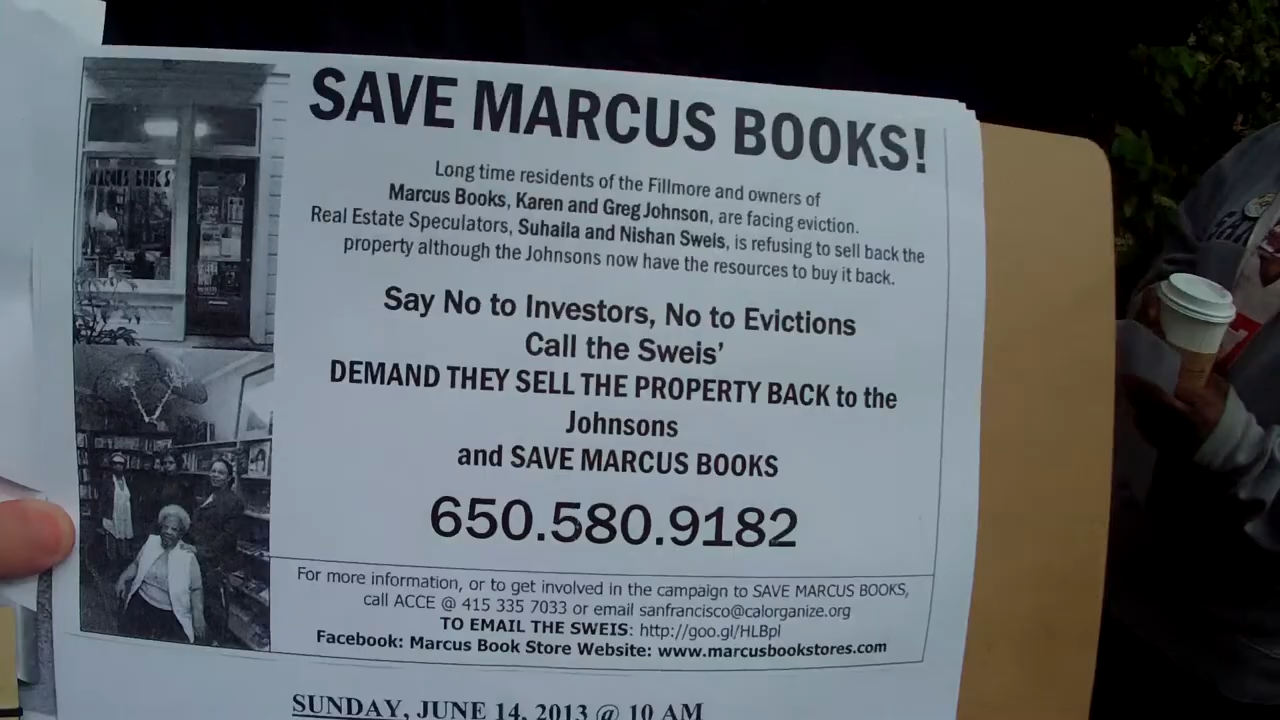 SAVE MARCUS BOOKS!
Long time residents of the Fillmore and owners of
Marcus Books, Karen and Greg Johnson, are facing eviction.
Real Estate Speculators, Suhaila and Nishan Sweis, is refusing to sell back the
property although the Johnsons now have the resources to buy it back.
Say No to Investors, No to Evictions
Call the Sweis’
DEMAND THEY SELL THE PROPERTY BACK to the
Johnsons
and SAVE MARCUS BOOKS
650.580.9182
For more information, or to get involved in the campaign to SAVE MARCUS BOOKS,
call ACCE @ 415 335 7033 or email sanfrancisco@calorganize.org
TO EMAIL THE SWEIS: http://goo.gl/HLBpl
Facebook: Marcus Book Store Website: www.marcusbookstores.com
SUNDAY, JUNE 14, 2013 @ 10 AM
MARCUS BOOKS